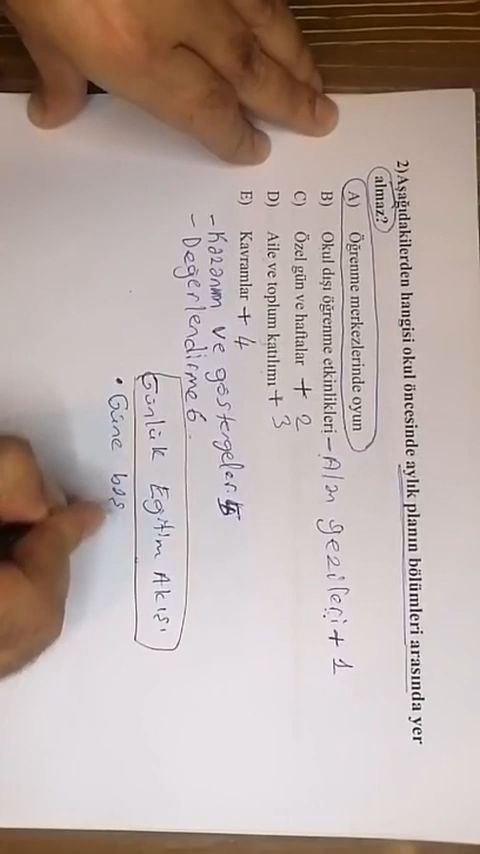 2) Aşağıdakilerden hangisi okul öncesinde aylık planın bölümleri arasında yer
almaz?
A) Öğrenme merkezlerinde oyun
B) Okul dışı öğrenme etkinlikleri - Alan gezileri + 1
C) Özel gün ve haftalar + 2
D) Aile ve toplum katılımı + 3
E) Kavramlar + 4
- Kazanım ve göstergeler 5
- Değerlendirme 6.
Günlük Eğitim Akışı
• Güne baş